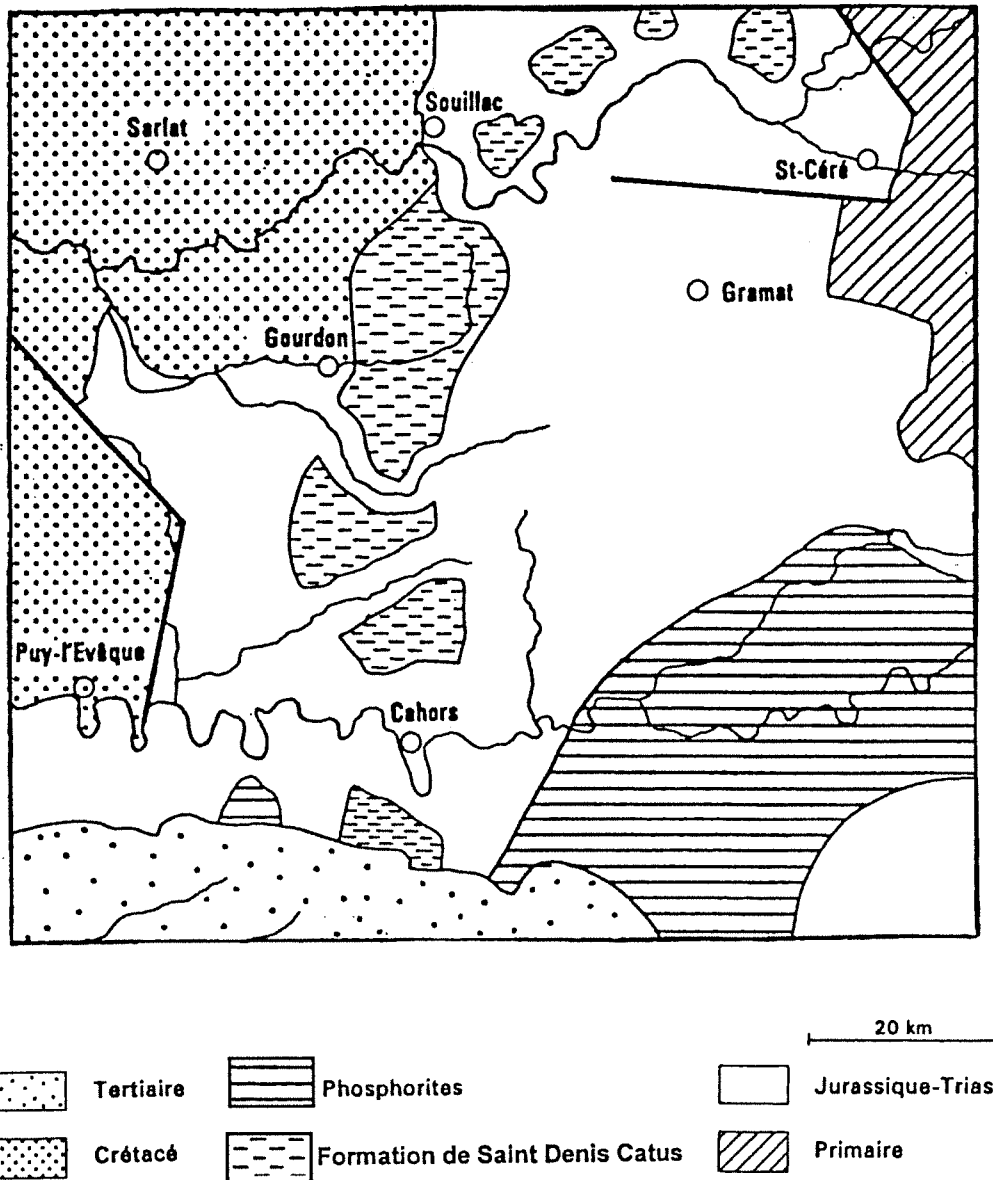 Souillac
Sarlat
St-Céré
Gramat
Gourdon
Puy-l'Evêque
Cahors
20 km
Tertiaire
Phosphorites
Jurassique-Trias
Crétacé
Formation de Saint Denis Catus
Primaire